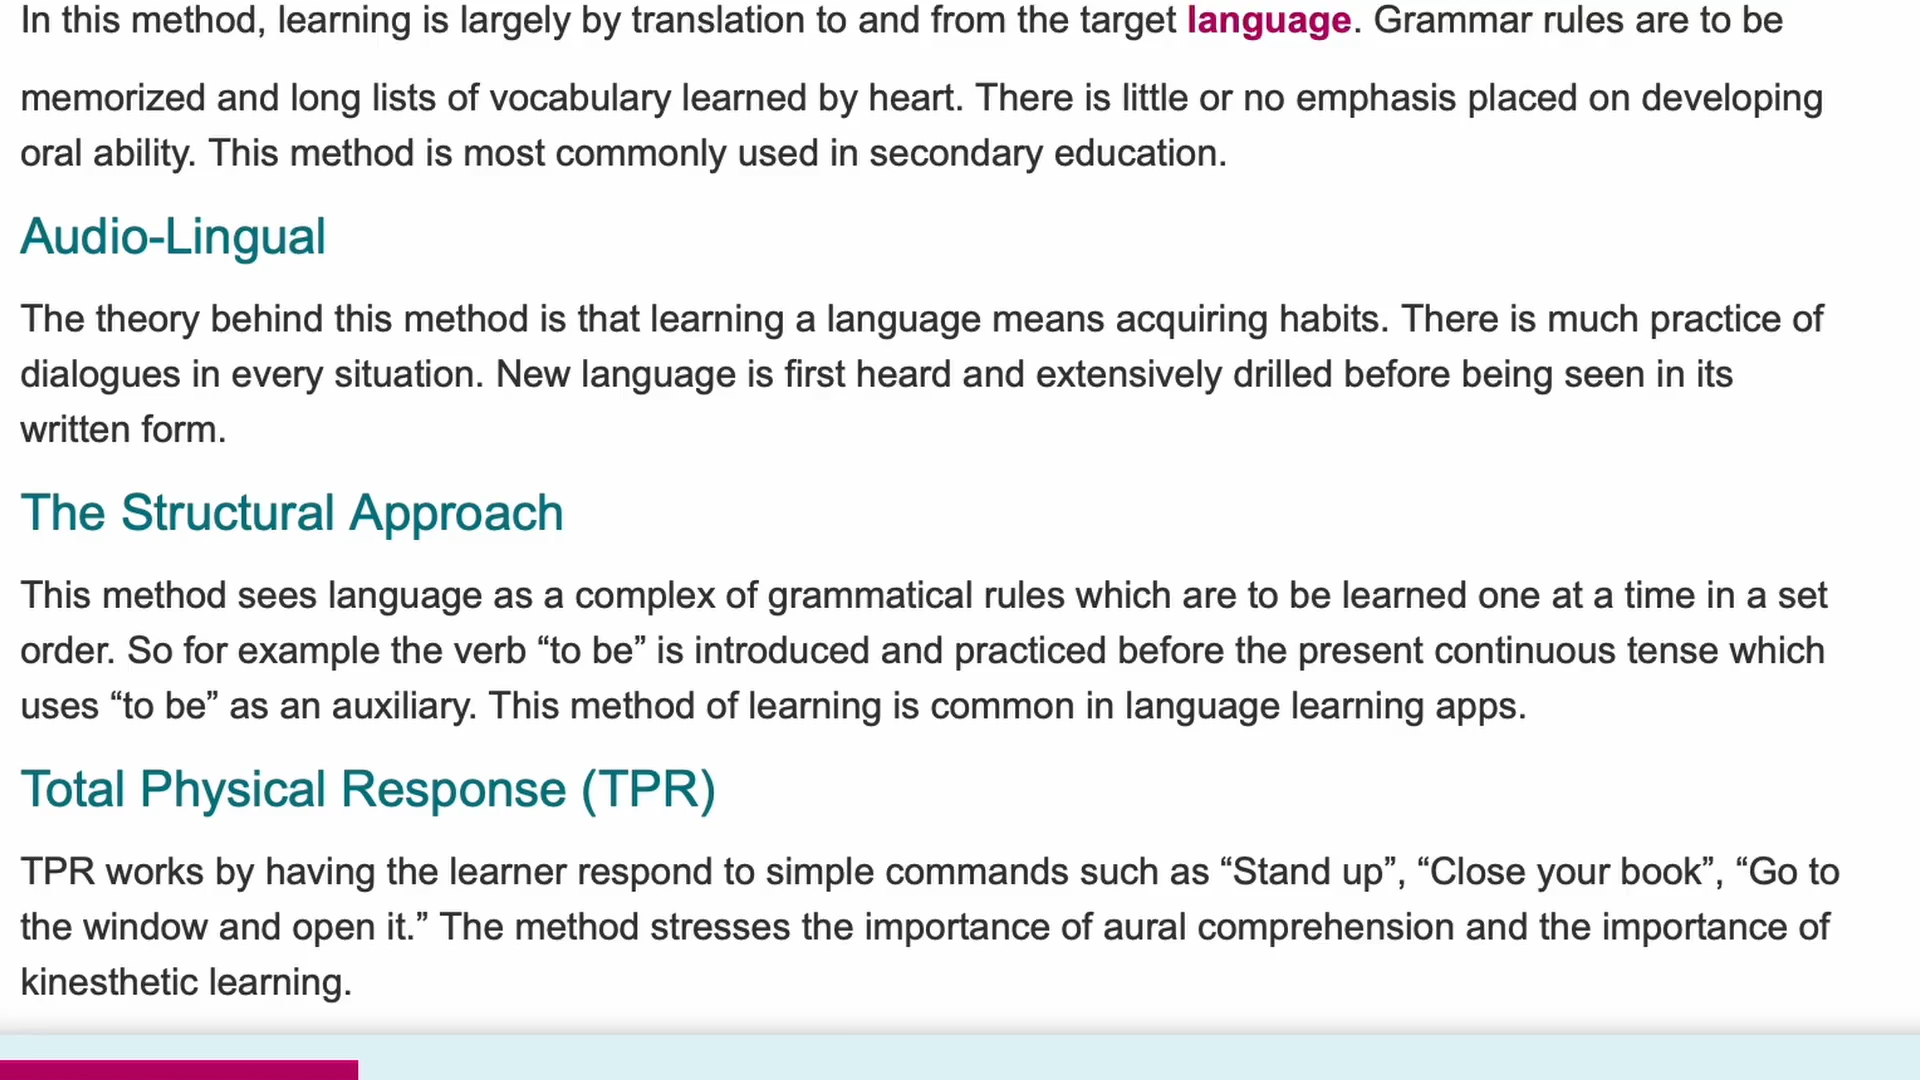 In this method, learning is largely by translation to and from the target language. Grammar rules are to be
memorized and long lists of vocabulary learned by heart. There is little or no emphasis placed on developing
oral ability. This method is most commonly used in secondary education.
Audio-Lingual
The theory behind this method is that learning a language means acquiring habits. There is much practice of
dialogues in every situation. New language is first heard and extensively drilled before being seen in its
written form.
The Structural Approach
This method sees language as a complex of grammatical rules which are to be learned one at a time in a set
order. So for example the verb “to be” is introduced and practiced before the present continuous tense which
uses “to be” as an auxiliary. This method of learning is common in language learning apps.
Total Physical Response (TPR)
TPR works by having the learner respond to simple commands such as “Stand up”, “Close your book”, “Go to
the window and open it.” The method stresses the importance of aural comprehension and the importance of
kinesthetic learning.